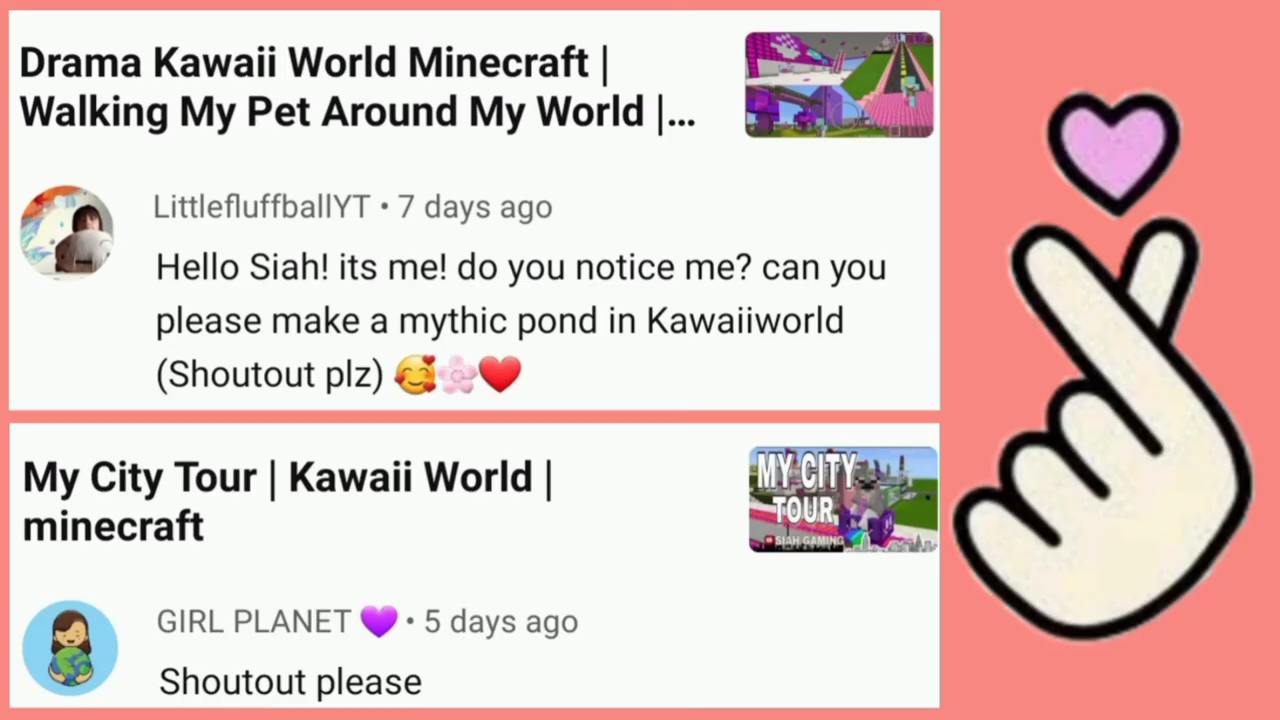 Drama Kawaii World Minecraft |
Walking My Pet Around My World |...
LittlefluffballYT • 7 days ago
Hello Siah! its me! do you notice me? can you
please make a mythic pond in Kawaiiworld
(Shoutout plz) 🥰🌸❤️
My City Tour | Kawaii World |
minecraft
MY CITY
TOUR
SIAH GAMING
GIRL PLANET 💜 • 5 days ago
Shoutout please